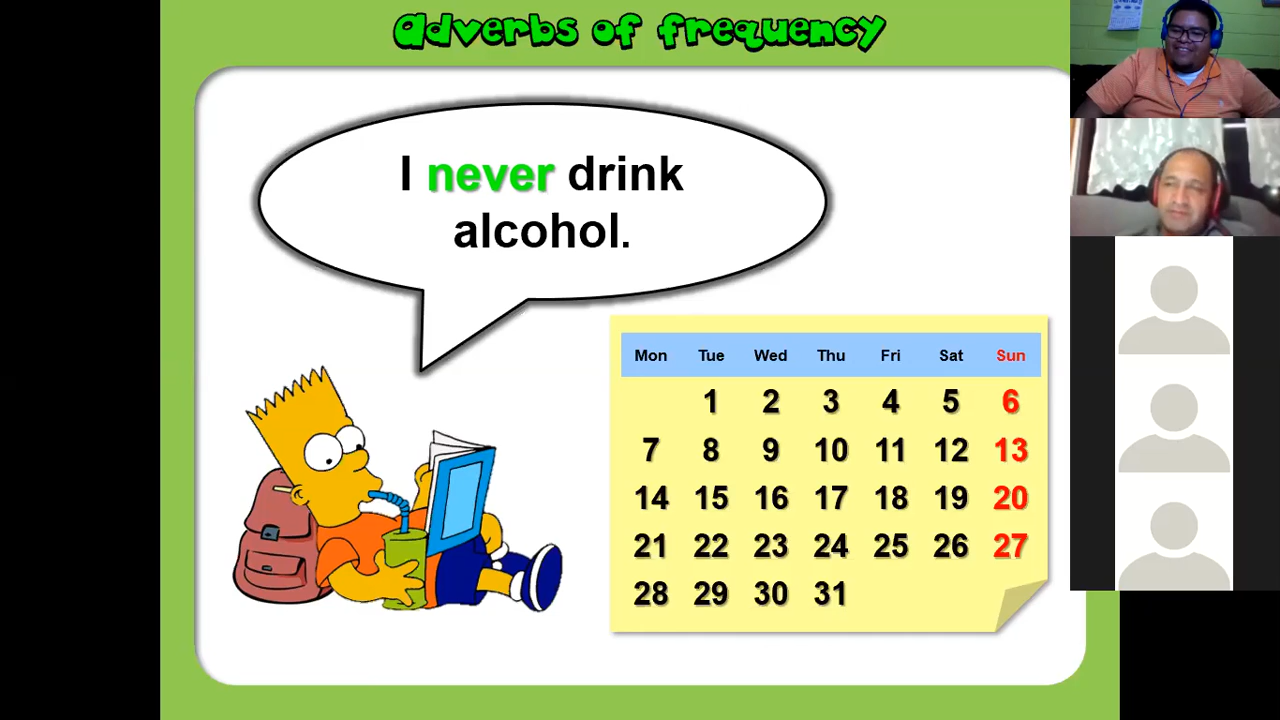 Adverbs of frequency
I never drink
alcohol.
Mon Tue Wed Thu Fri Sat Sun
1 2 3 4 5 6
7 8 9 10 11 12 13
14 15 16 17 18 19 20
21 22 23 24 25 26 27
28 29 30 31